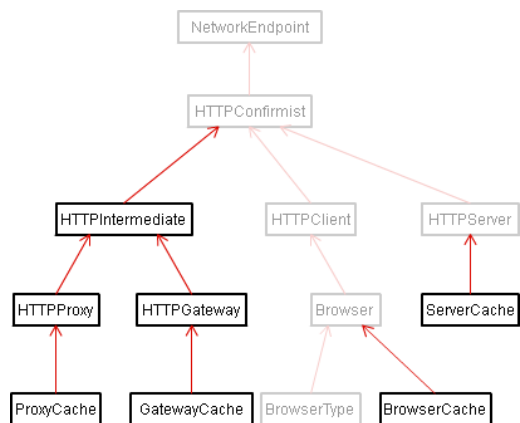 NetworkEndpoint
HTTPConfirmist
HTTPIntermediate
HTTPClient
HTTPServer
HTTPProxy
HTTPGateway
Browser
ServerCache
ProxyCache
GatewayCache
BrowserType
BrowserCache